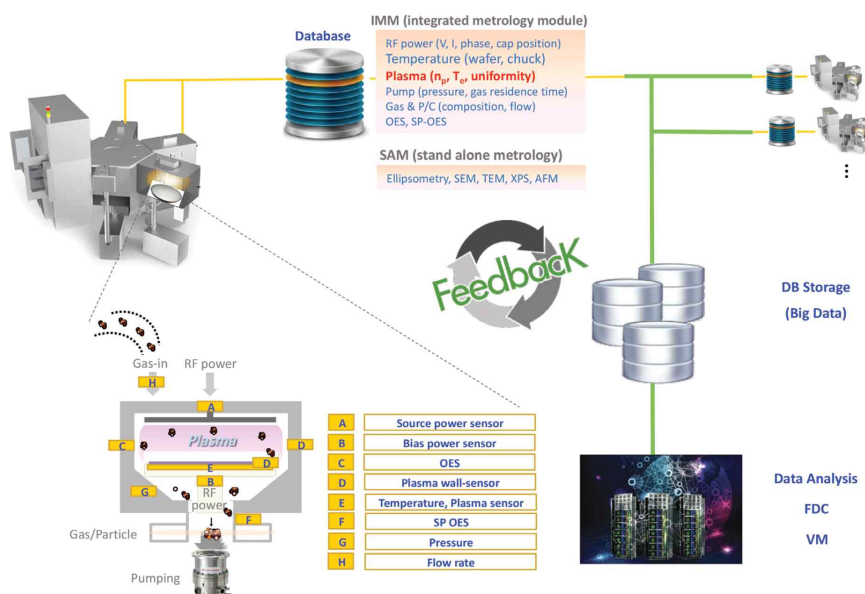 IMM (integrated metrology module)
Database
RF power (V, I, phase, cap position)
Temperature (wafer, chuck)
Plasma (np, Te, uniformity)
Pump (pressure, gas residence time)
Gas & P/C (composition, flow)
OES, SP-OES
SAM (stand alone metrology)
Ellipsometry, SEM, TEM, XPS, AFM
FeedbacK
DB Storage
(Big Data)
Gas-in
RF power
H
A
Plasma
C
D
D
E
B
G
RF
power
F
Gas/Particle
Pumping
A Source power sensor
B Bias power sensor
C OES
D Plasma wall-sensor
E Temperature, Plasma sensor
F SP OES
G Pressure
H Flow rate
Data Analysis
FDC
VM